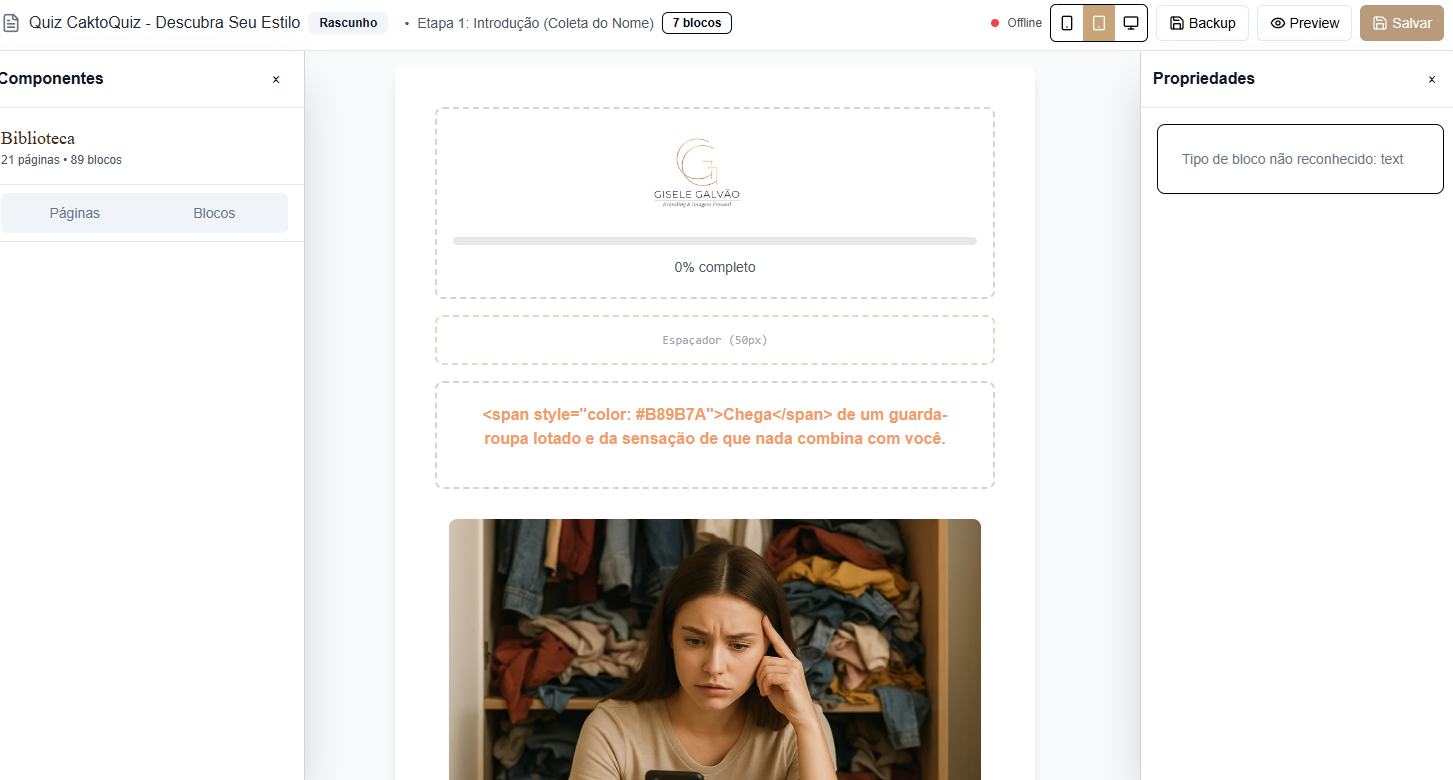 Quiz CaktoQuiz - Descubra Seu Estilo
Rascunho
• Etapa 1: Introdução (Coleta do Nome)
7 blocos
Offline
Backup
Preview
Salvar
Componentes
x
Biblioteca
21 páginas • 89 blocos
Páginas
Blocos
GISELE GALVÃO
Branding & Imagem Pessoal
0% completo
Espaçador (50px)
<span style="color: #B89B7A">Chega</span> de um guarda-
roupa lotado e da sensação de que nada combina com você.
Propriedades
x
Tipo de bloco não reconhecido: text